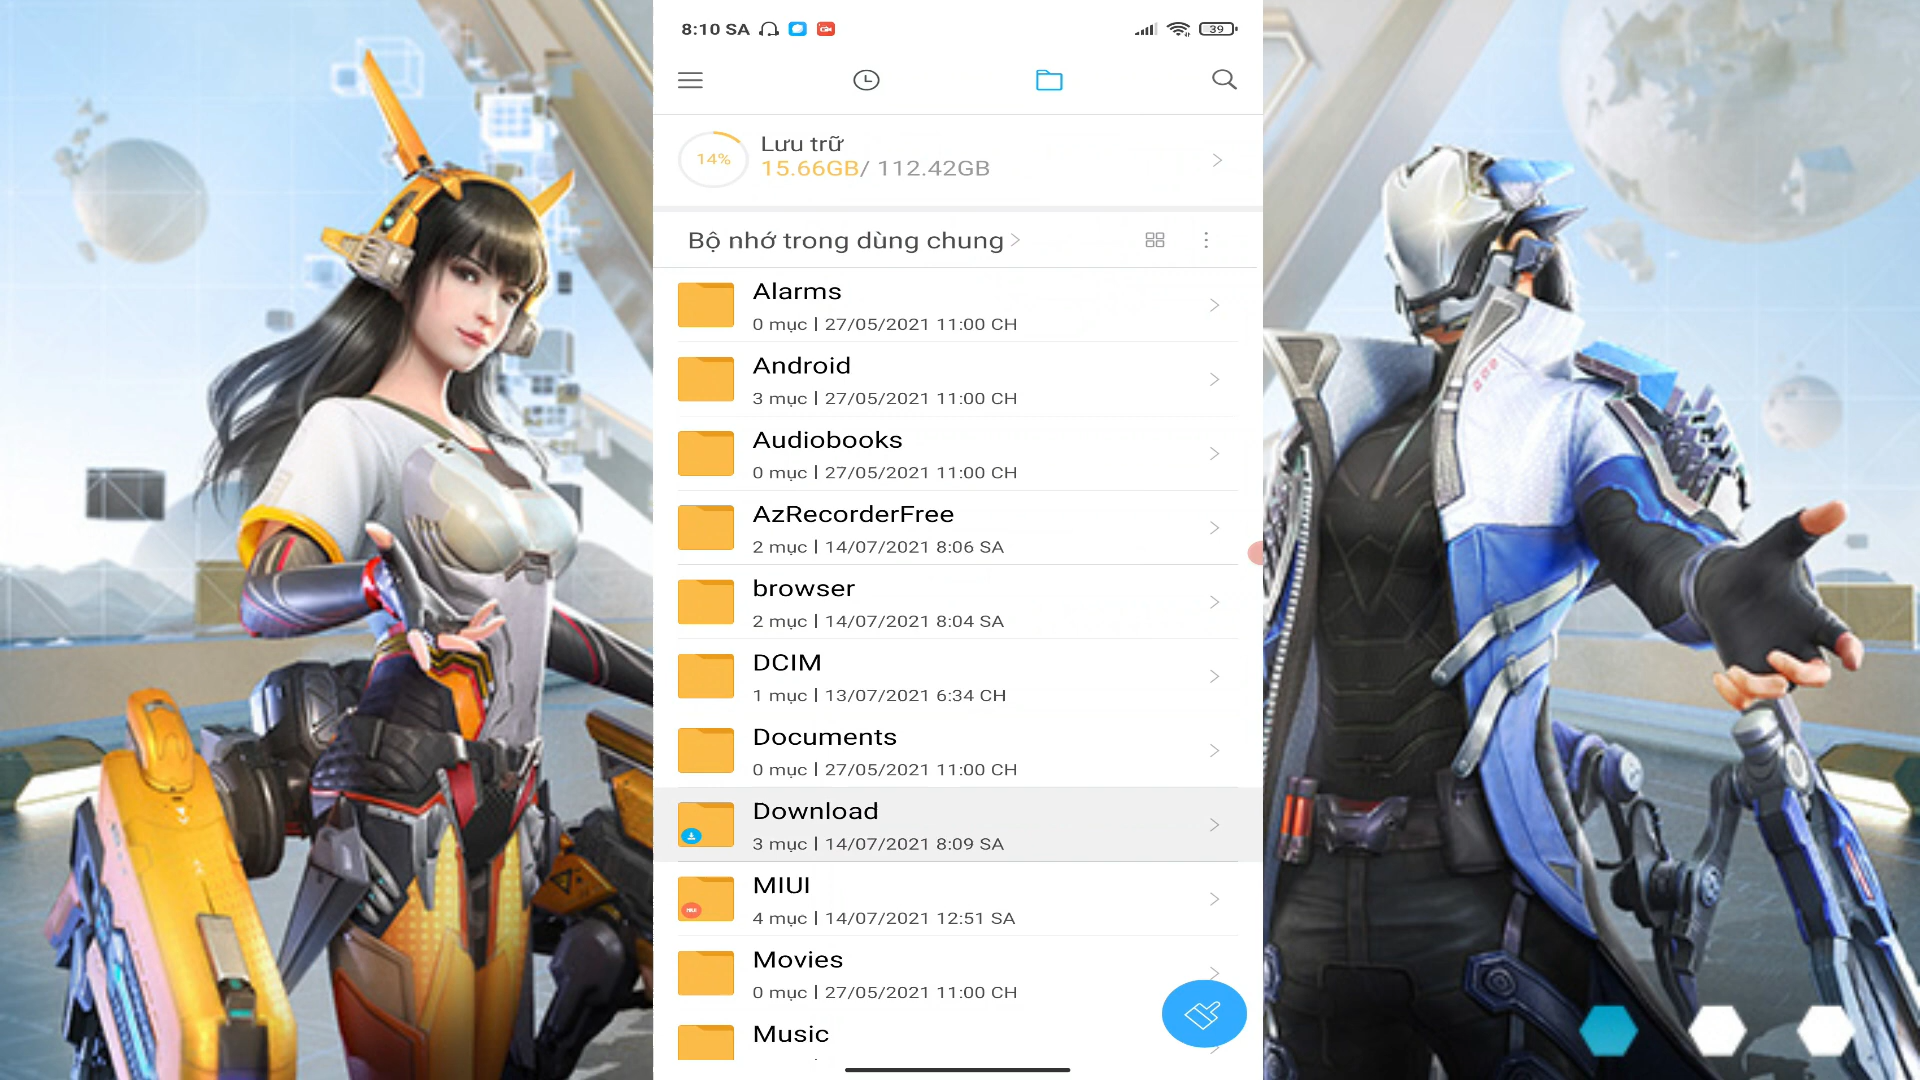 8:10 SA
39
14%
Lưu trữ
15.66GB/ 112.42GB
Bộ nhớ trong dùng chung
Alarms
0 mục | 27/05/2021 11:00 CH
Android
3 mục | 27/05/2021 11:00 CH
Audiobooks
0 mục | 27/05/2021 11:00 CH
AzRecorderFree
2 mục | 14/07/2021 8:06 SA
browser
2 mục | 14/07/2021 8:04 SA
DCIM
1 mục | 13/07/2021 6:34 CH
Documents
0 mục | 27/05/2021 11:00 CH
Download
3 mục | 14/07/2021 8:09 SA
MIUI
4 mục | 14/07/2021 12:51 SA
Movies
0 mục | 27/05/2021 11:00 CH
Music